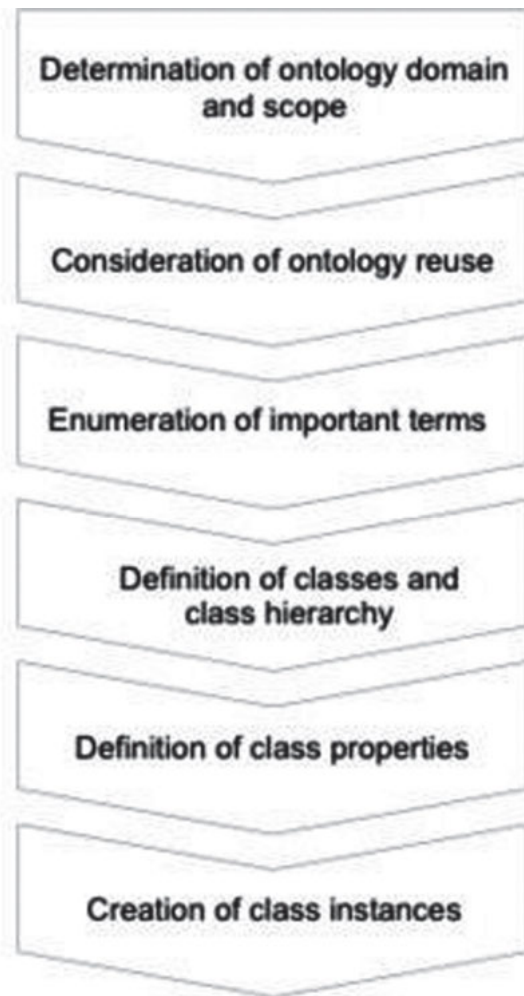 Determination of ontology domain
and scope
Consideration of ontology reuse
Enumeration of important terms
Definition of classes and
class hierarchy
Definition of class properties
Creation of class instances